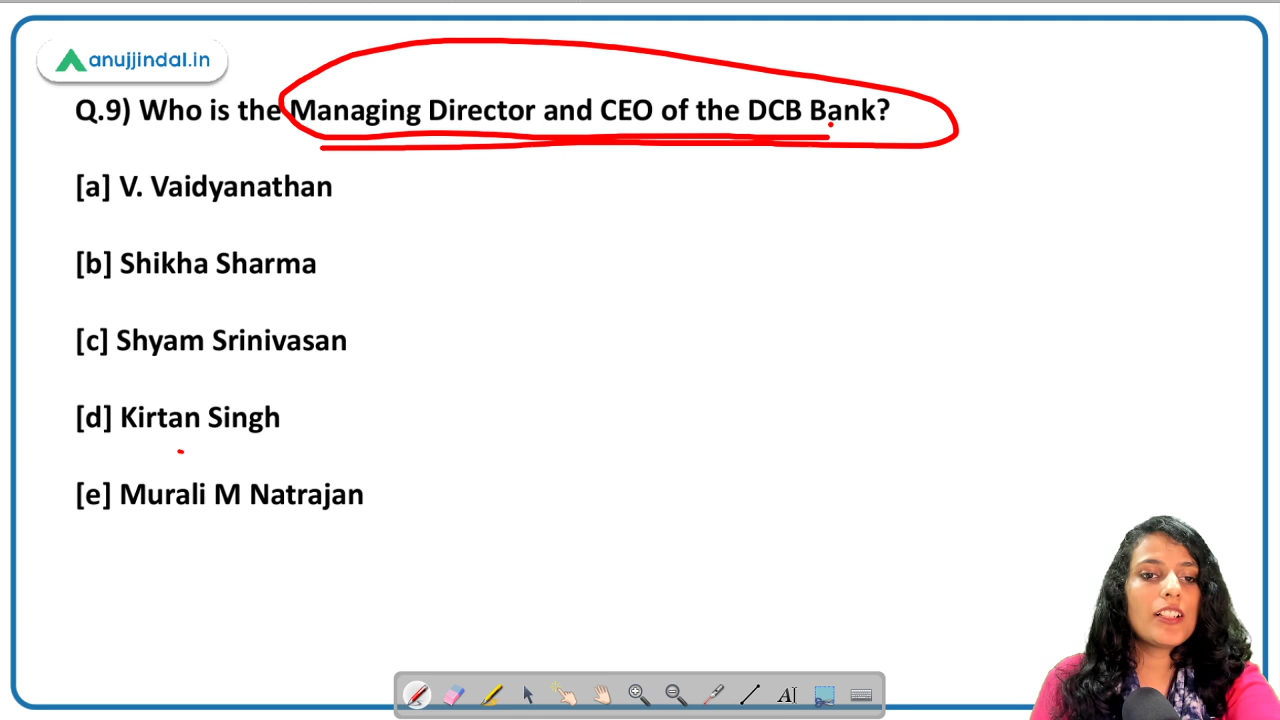 anujjindal.in
Q.9) Who is the Managing Director and CEO of the DCB Bank?
[a] V. Vaidyanathan
[b] Shikha Sharma
[c] Shyam Srinivasan
[d] Kirtan Singh
[e] Murali M Natrajan
A